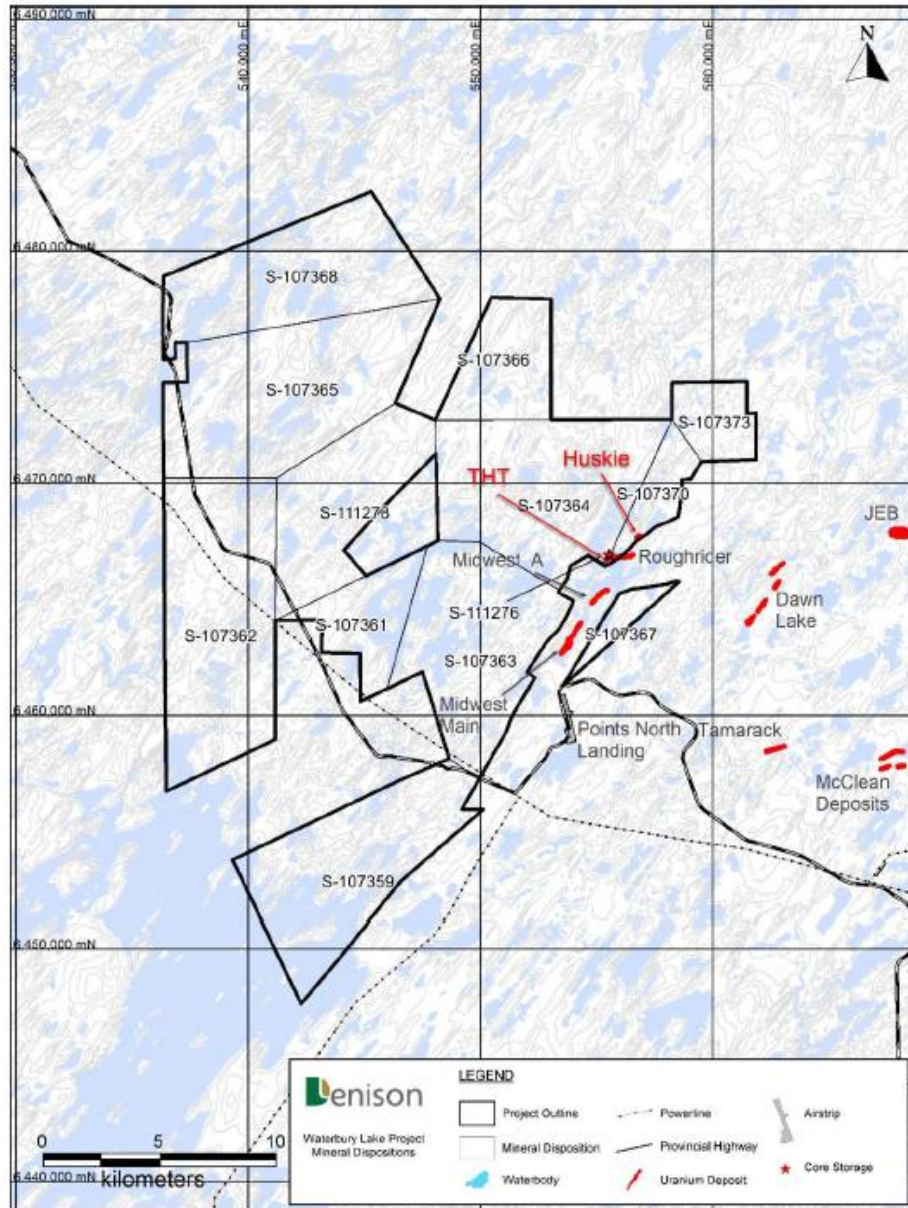 6,490,000 mN
540,000 mE
550,000 mE
560,000 mE
N
6,480,000 mN
S-107368
S-107366
S-107365
S-107373
6,470,000 mN
Huskie
THT
S-107370
S-107364
S-111278
JEB
Midwest A
Roughrider
S-111276
Dawn
Lake
S-107362
S-107361
S-107367
S-107363
6,460,000 mN
Midwest
Main
Points North
Landing
Tamarack
McClean
Deposits
S-107359
6,450,000 mN
Denison
Waterbury Lake Project
Mineral Dispositions
LEGEND
Project Outline
Powerline
Airstrip
Mineral Disposition
Provincial Highway
Waterbody
Uranium Deposit
Core Storage
0 5 10
kilometers
6,440,000 mN